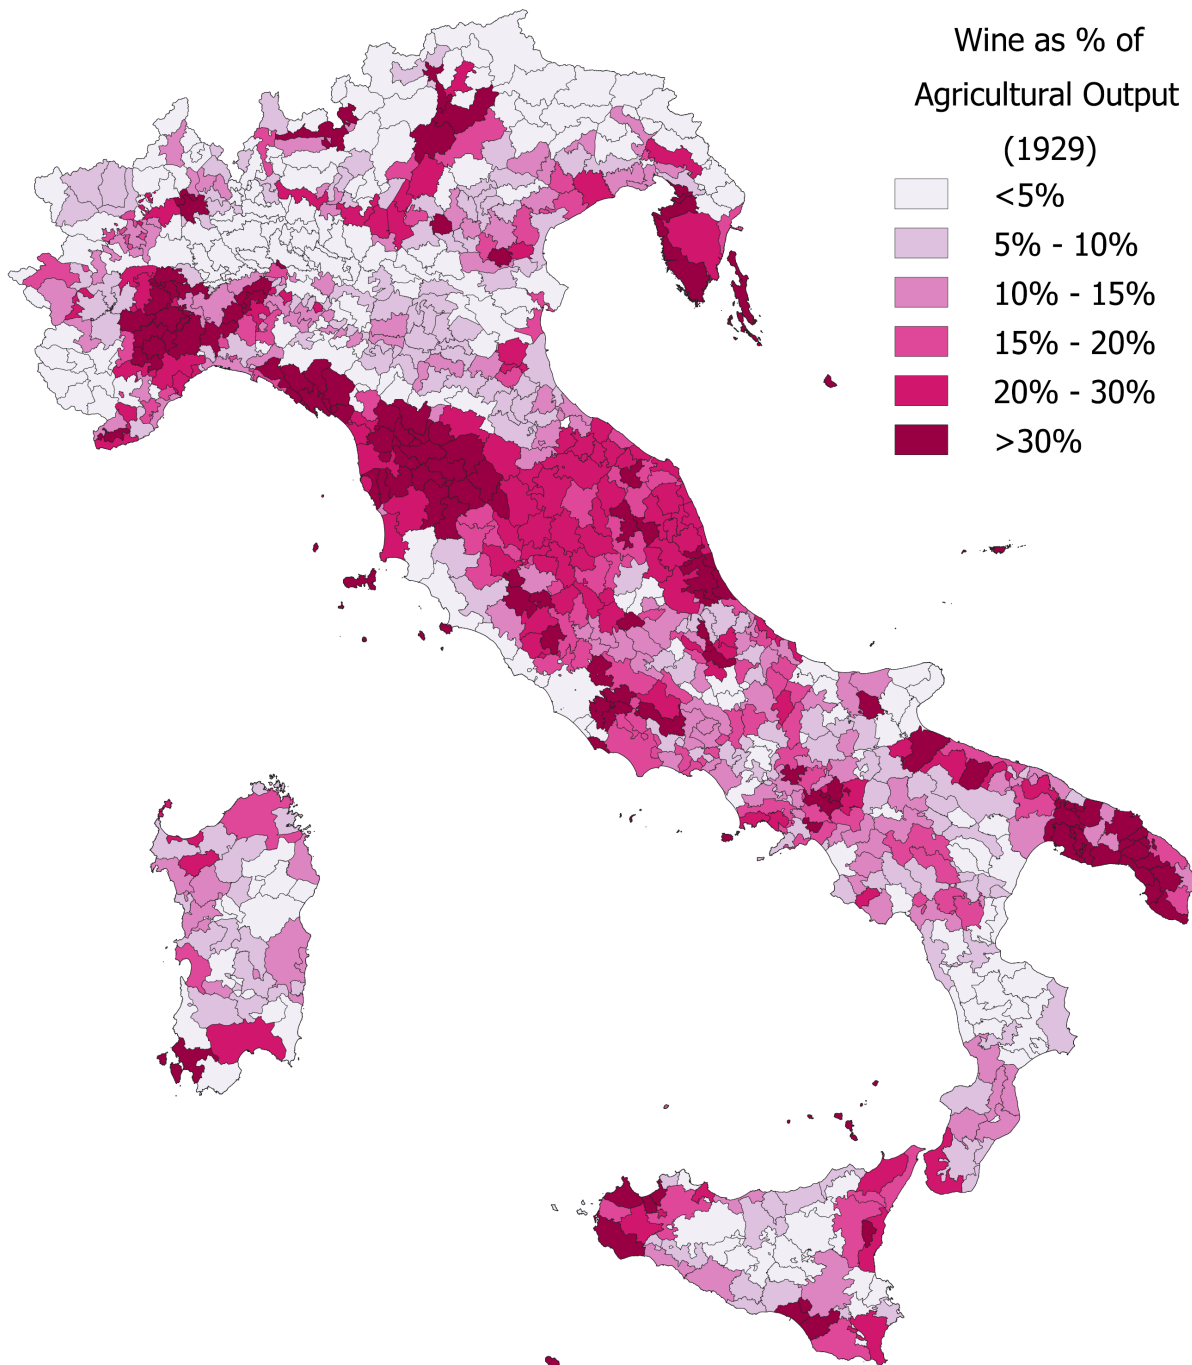 Wine as % of
Agricultural Output
(1929)
<5%
5% - 10%
10% - 15%
15% - 20%
20% - 30%
>30%